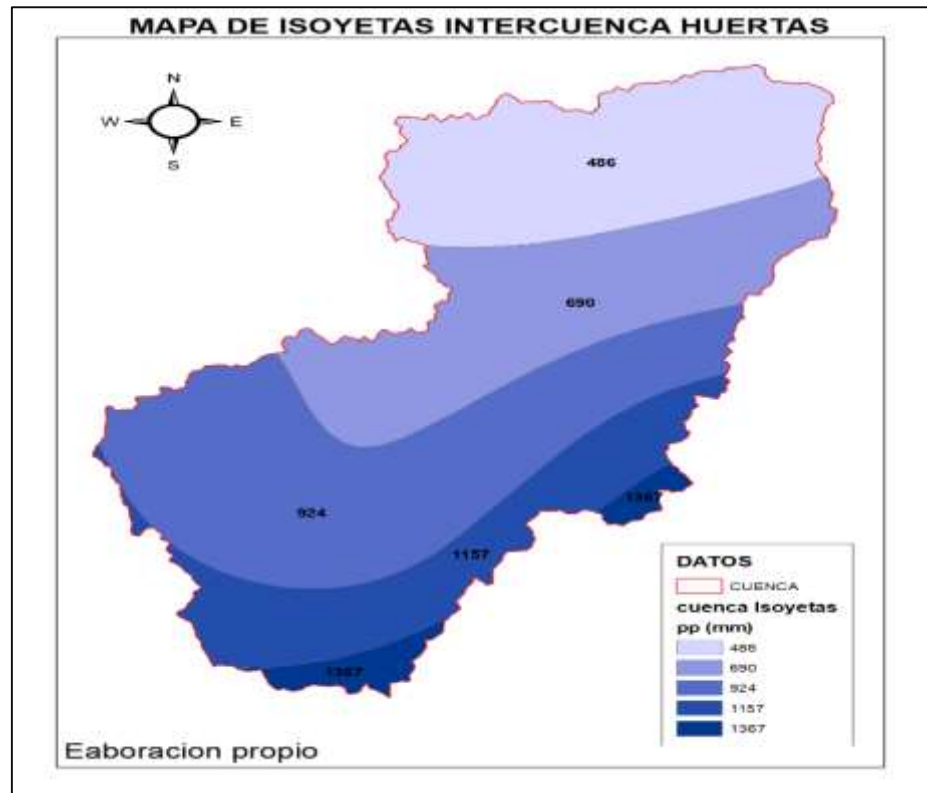 MAPA DE ISOYETAS INTERCUENCA HUERTAS
N
W E
S
486
690
924
1157
1367
1367
DATOS
CUENCA
cuenca Isoyetas
pp (mm)
486
690
924
1157
1367
Eaboracion propio